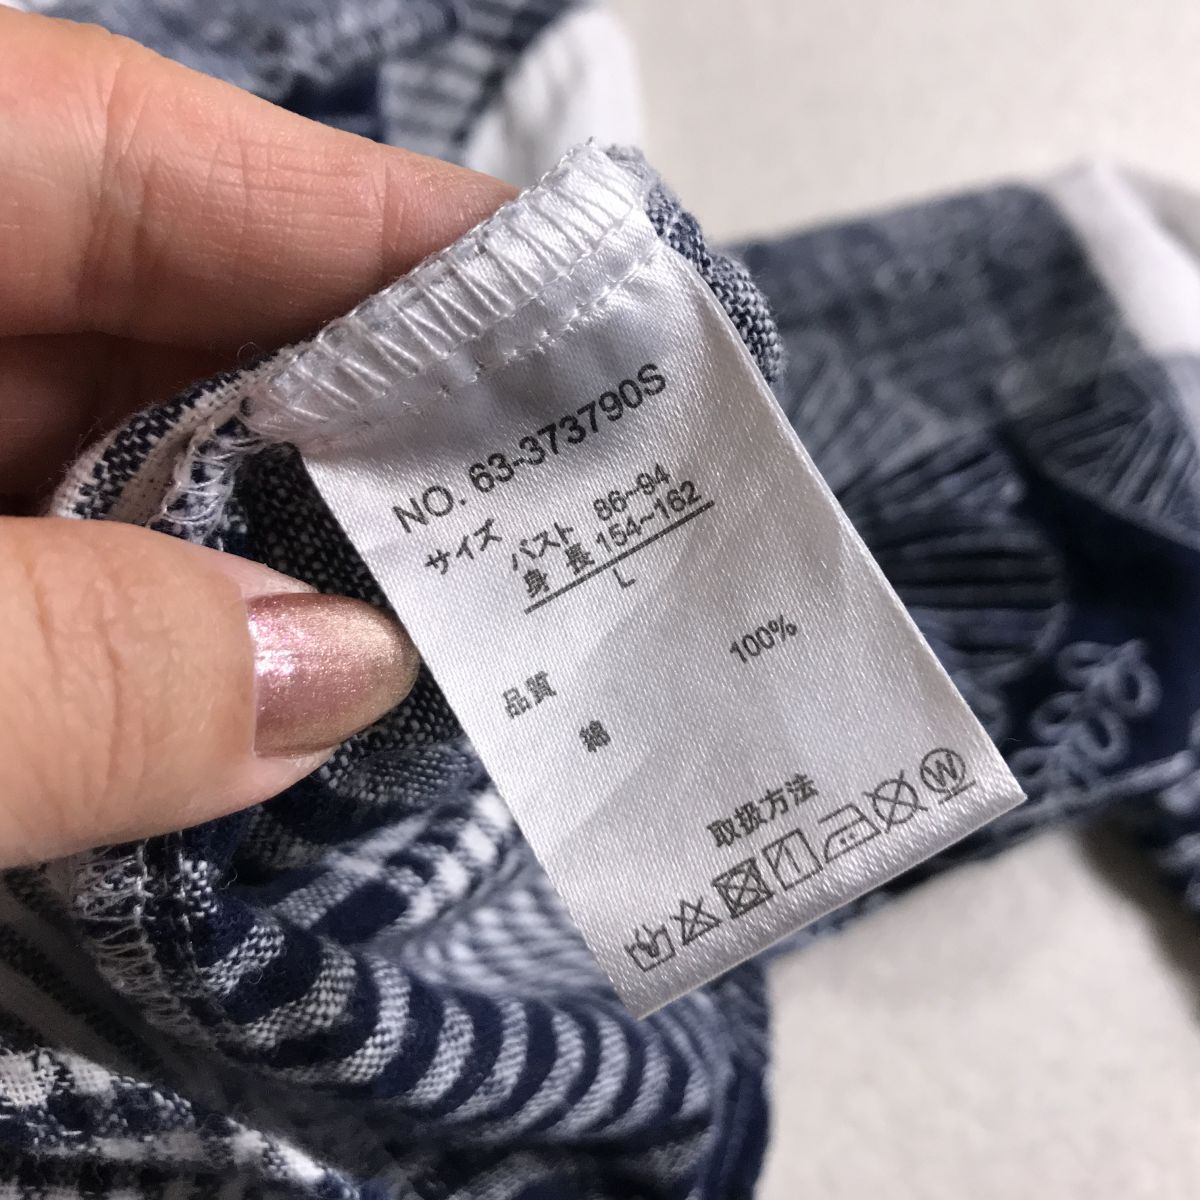 NO. 63-373790S
サイズ バスト 86~94
身長 154~162
L
品質
綿 100%
取扱方法
W